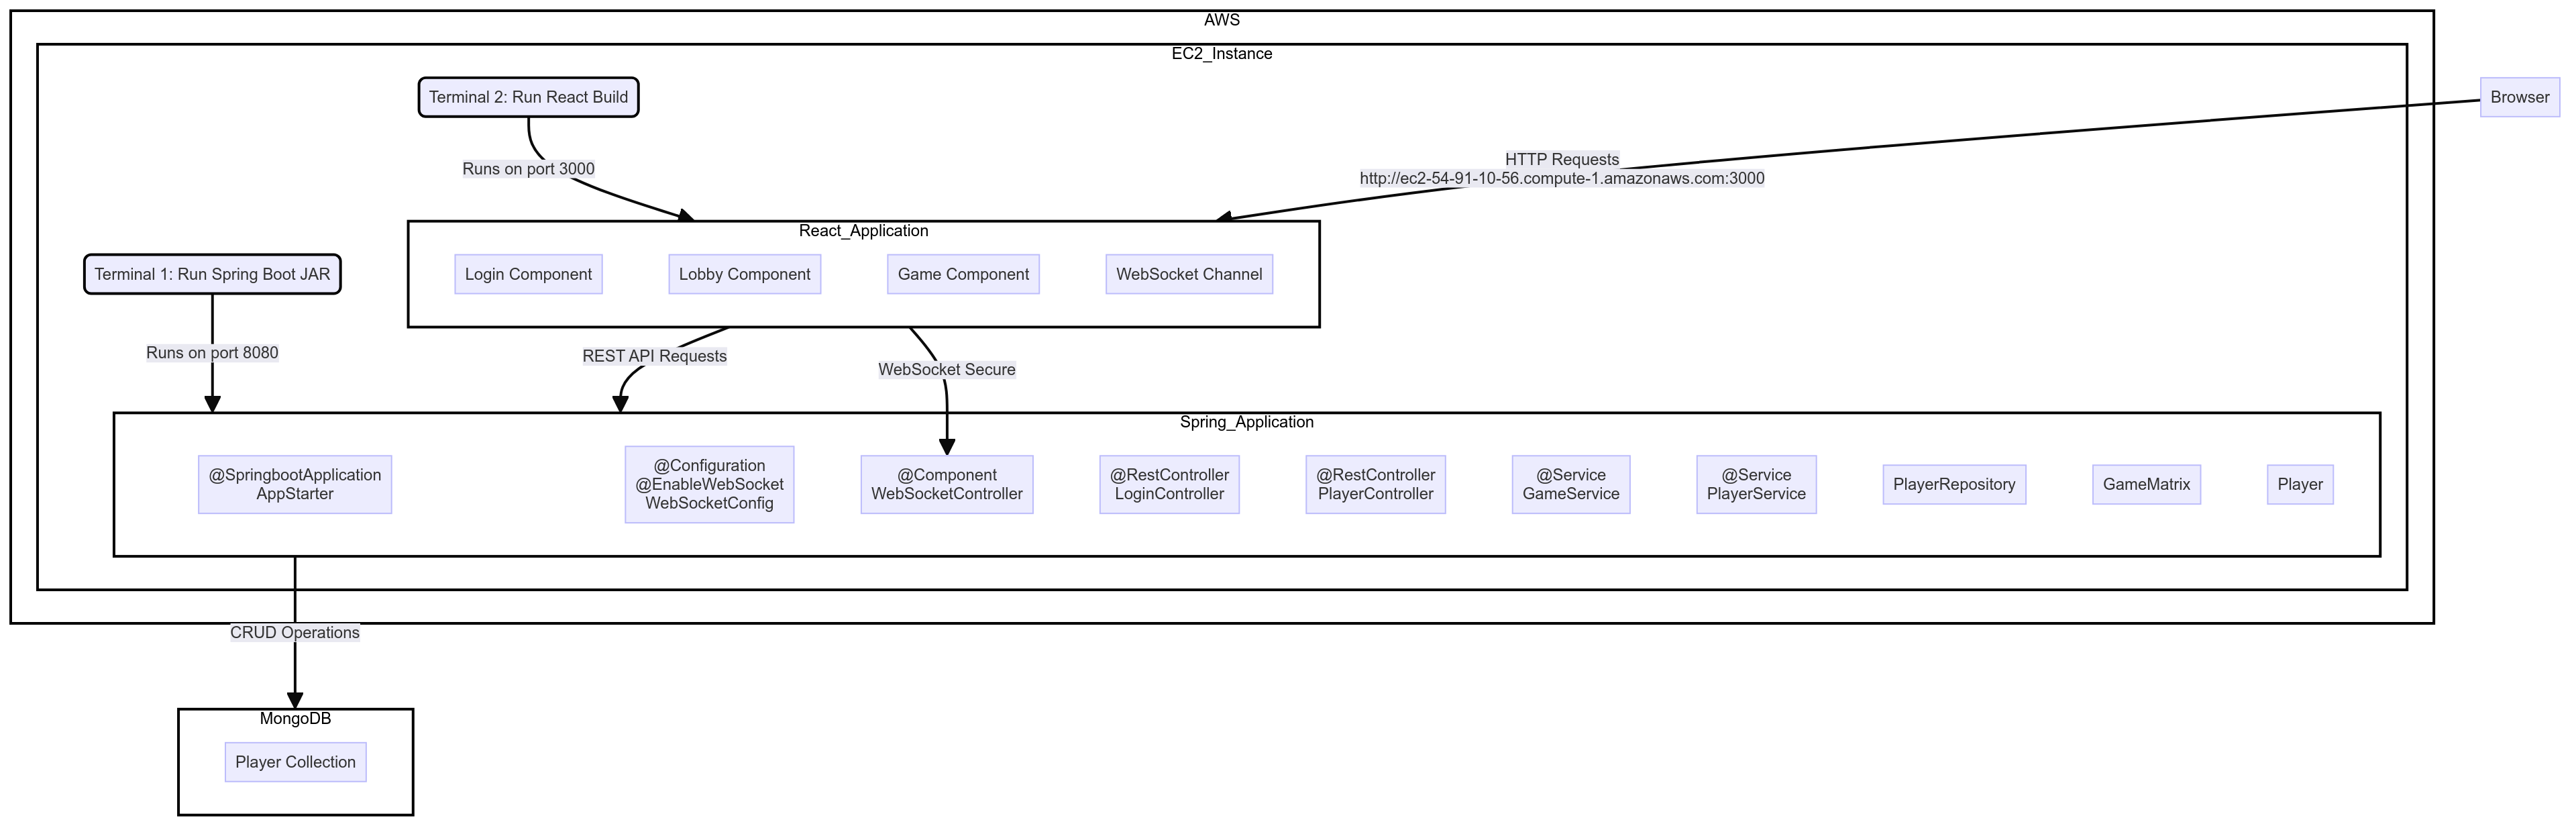 AWS
EC2_Instance
Terminal 2: Run React Build
Browser
Runs on port 3000
HTTP Requests
http://ec2-54-91-10-56.compute-1.amazonaws.com:3000
React_Application
Login Component
Lobby Component
Game Component
WebSocket Channel
Terminal 1: Run Spring Boot JAR
Runs on port 8080
REST API Requests
WebSocket Secure
Spring_Application
@SpringbootApplication
AppStarter
@Configuration
@EnableWebSocket
WebSocketConfig
@Component
WebSocketController
@RestController
LoginController
@RestController
PlayerController
@Service
GameService
@Service
PlayerService
PlayerRepository
GameMatrix
Player
CRUD Operations
MongoDB
Player Collection